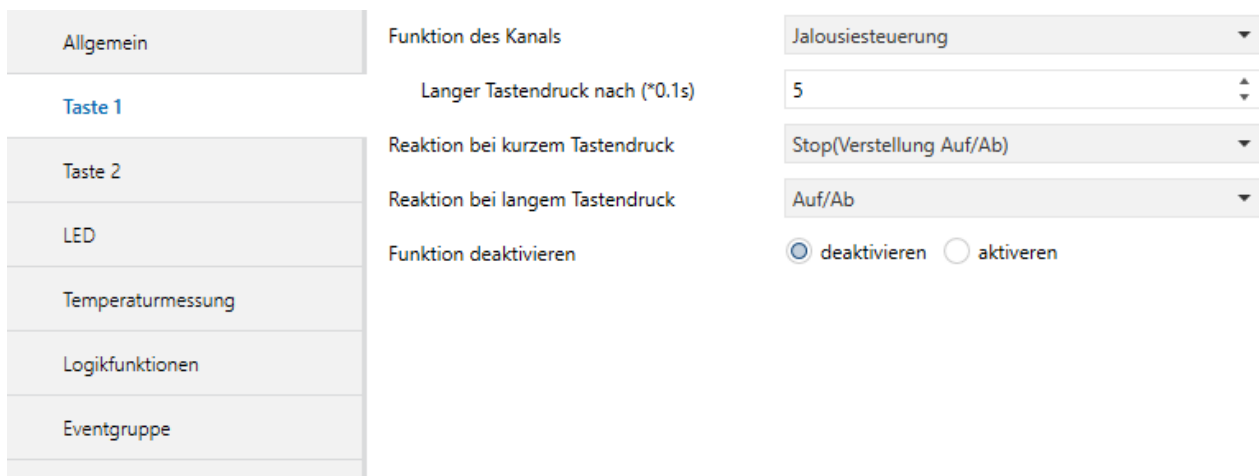 Allgemein
Taste 1
Taste 2
LED
Temperaturmessung
Logikfunktionen
Eventgruppe
Funktion des Kanals Jalousiesteuerung
Langer Tastendruck nach (*0.1s) 5
Reaktion bei kurzem Tastendruck Stop(Verstellung Auf/Ab)
Reaktion bei langem Tastendruck Auf/Ab
Funktion deaktivieren deaktivieren aktiveren